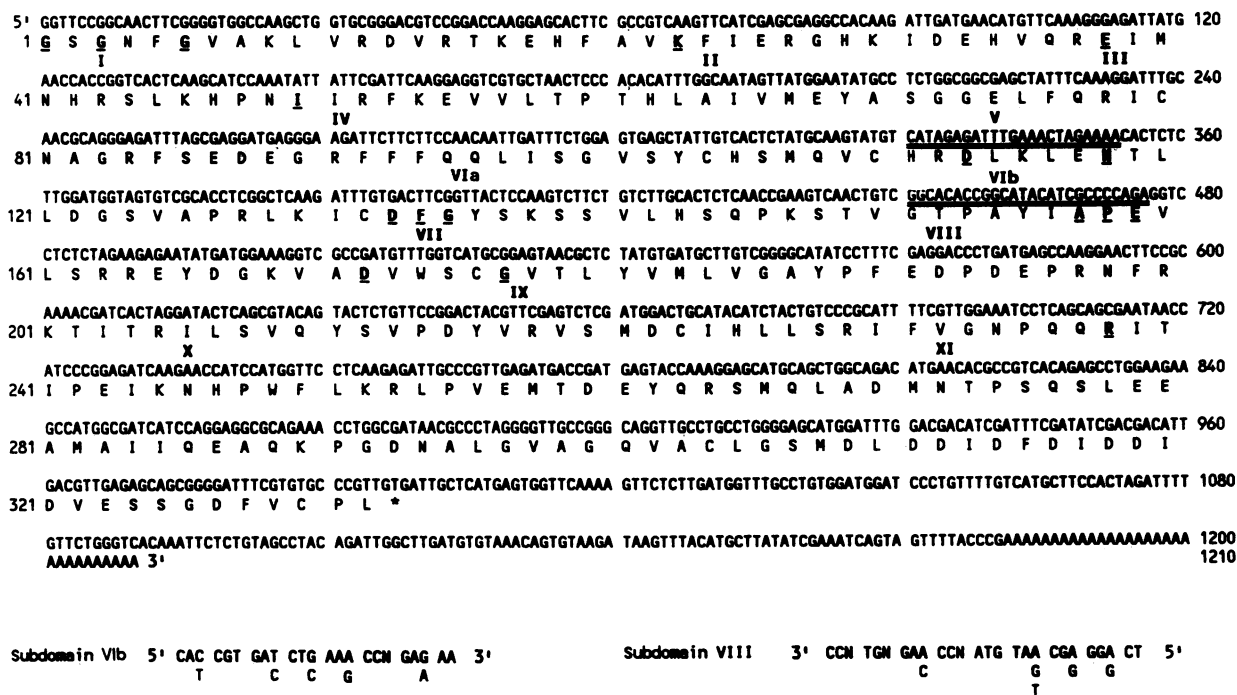 5' GGTTCCGGCAACTTCGGGGTGGCCAAGCTG GTGCGGGACGTCCGGACCAAGGAGCACTTC GCCGTCAAGTTCATCGAGCGAGGCCACAAG ATTGATGAACATGTTCAAAGGGAGATTATG 120
1 G S G N F G V A K L V R D V R T K E H F A V K F I E R G H K I D E H V Q R E I M
I II III
AACCACCGGTCACTCAAGCATCCAAATATT ATTCGATTCAAGGAGGTCGTGCTAACTCCC ACACATTTGGCAATAGTTATGGAATATGCC TCTGGCGGCGAGCTATTTCAAAGGATTTGC 240
41 N H R S L K H P N I I R F K E V V L T P T H L A I V M E Y A S G G E L F Q R I C
IV V
AACGCAGGGAGATTTAGCGAGGATGAGGGA AGATTCTTCTTCCAACAATTGATTTCTGGA GTGAGCTATTGTCACTCTATGCAAGTATGT CATAGAGATTTGAAACTAGAAAACACTCTC 360
81 N A G R F S E D E G R F F F Q Q L I S G V S Y C H S M Q V C H R D L K L E N T L
VIa VIb
TTGGATGGTAGTGTCGCACCTCGGCTCAAG ATTTGTGACTTCGGTTACTCCAAGTCTTCT GTCTTGCACTCTCAACCGAAGTCAACTGTC GGCACACCGGCATACATCGCCCCAGAGGTC 480
121 L D G S V A P R L K I C D F G Y S K S S V L H S Q P K S T V G T P A Y I A P E V
VII VIII
CTCTCTAGAAGAGAATATGATGGAAAGGTC GCCGATGTTTGGTCATGCGGAGTAACGCTC TATGTGATGCTTGTCGGGGCATATCCTTTC GAGGACCCTGATGAGCCAAGGAACTTCCGC 600
161 L S R R E Y D G K V A D V W S C G V T L Y V M L V G A Y P F E D P D E P R N F R
IX
AAAACGATCACTAGGATACTCAGCGTACAG TACTCTGTTCCGGACTACGTTCGAGTCTCG ATGGACTGCATACATCTACTGTCCCGCATT TTCGTTGGAAATCCTCAGCAGCGAATAACC 720
201 K T I T R I L S V Q Y S V P D Y V R V S M D C I H L L S R I F V G N P Q Q R I T
X XI
ATCCCGGAGATCAAGAACCATCCATGGTTC CTCAAGAGATTGCCCGTTGAGATGACCGAT GAGTACCAAAGGAGCATGCAGCTGGCAGAC ATGAACACGCCGTCACAGAGCCTGGAAGAA 840
241 I P E I K N H P W F L K R L P V E M T D E Y Q R S M Q L A D M N T P S Q S L E E
GCCATGGCGATCATCCAGGAGGCGCAGAAA CCTGGCGATAACGCCCTAGGGGTTGCCGGG CAGGTTGCCTGCCTGGGGAGCATGGATTTG GACGACATCGATTTCGATATCGACGACATT 960
281 A M A I I Q E A Q K P G D N A L G V A G Q V A C L G S M D L D D I D F D I D D I
GACGTTGAGAGCAGCGGGGATTTCGTGTGC CCGTTGTGATTGCTCATGAGTGGTTCAAAA GTTCTCTTGATGGTTTGCCTGTGGATGGAT CCCTGTTTTGTCATGCTTCCACTAGATTTT 1080
321 D V E S S G D F V C P L *
GTTCTGGGTCACAAATTCTCTGTAGCCTAC AGATTGGCTTGATGTGTAAACAGTGTAAGA TAAGTTTACATGCTTATATCGAAATCAGTA GTTTTACCCGAAAAAAAAAAAAAAAAAAAA 1200
AAAAAAAAAA 3' 1210
Subdomain VIb 5' CAC CGT GAT CTG AAA CCN GAG AA 3' Subdomain VIII 3' CCN TGN GAA CCN ATG TAA CGA GGA CT 5'
T C C G A C G G G
T